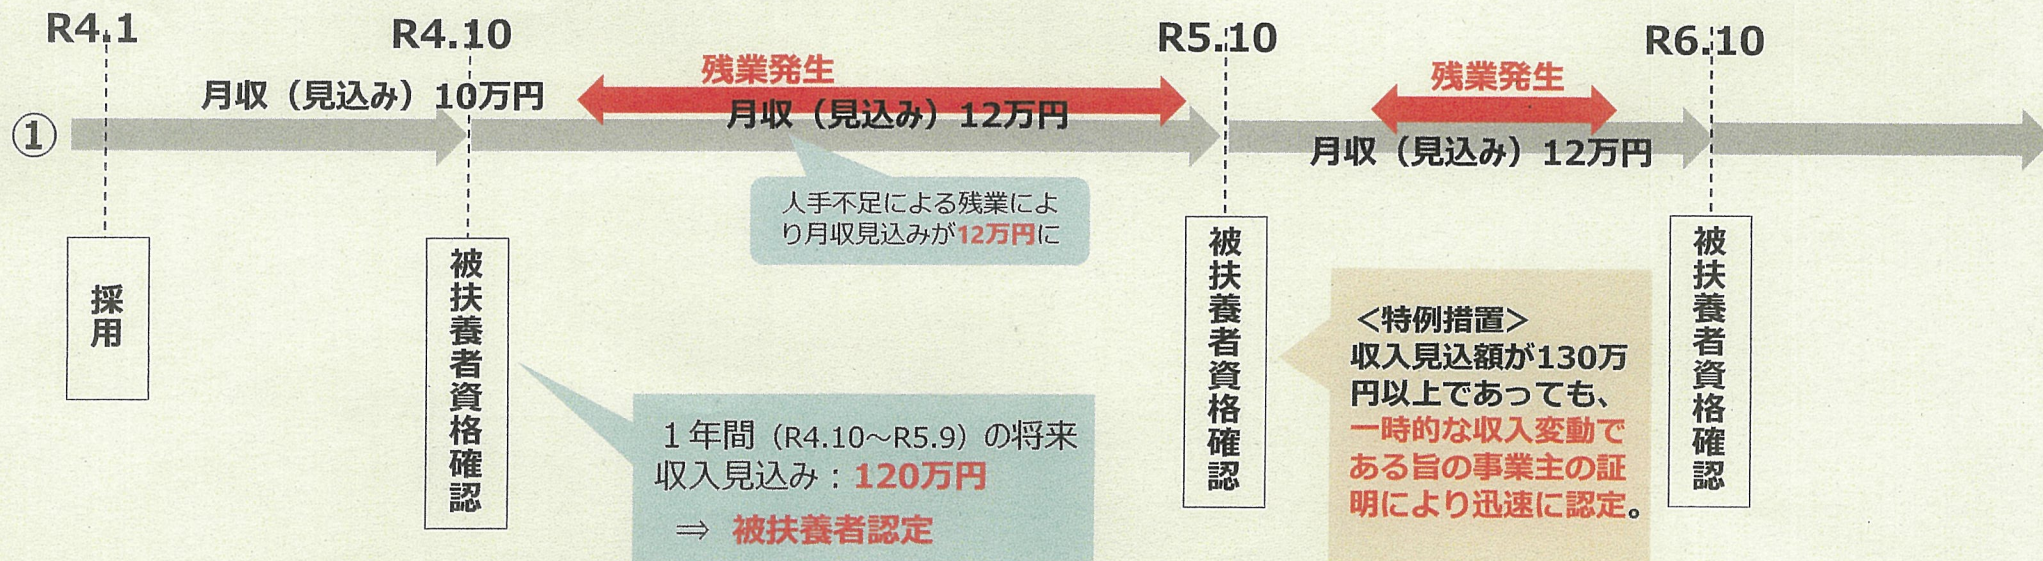 R4.1
R4.10
R5.10
R6.10
残業発生
残業発生
月収（見込み）10万円
月収（見込み）12万円
月収（見込み）12万円
①
人手不足による残業によ
り月収見込みが12万円に
採用
被扶養者資格確認
被扶養者資格確認
被扶養者資格確認
１年間（R4.10～R5.9）の将来
収入見込み：120万円
⇒ 被扶養者認定
＜特例措置＞
収入見込額が130万
円以上であっても、
一時的な収入変動で
ある旨の事業主の証
明により迅速に認定。